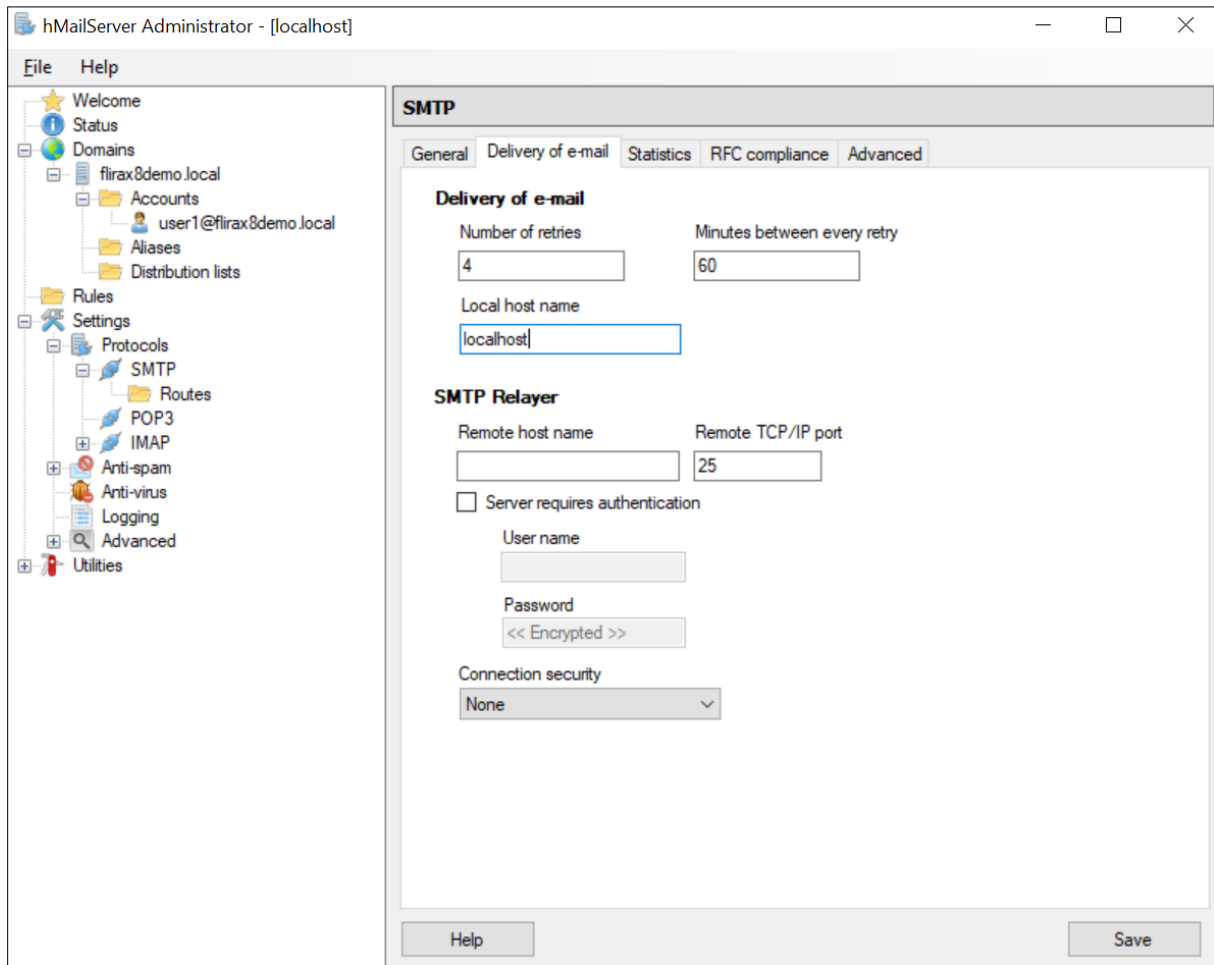 hMailServer Administrator - [localhost]
File Help
Welcome
Status
Domains
flirax8demo.local
Accounts
user1@flirax8demo.local
Aliases
Distribution lists
Rules
Settings
Protocols
SMTP
Routes
POP3
IMAP
Anti-spam
Anti-virus
Logging
Advanced
Utilities
SMTP
General Delivery of e-mail Statistics RFC compliance Advanced
Delivery of e-mail
Number of retries Minutes between every retry
4 60
Local host name
localhost
SMTP Relayer
Remote host name Remote TCP/IP port
25
Server requires authentication
User name
Password
<< Encrypted >>
Connection security
None
Help Save